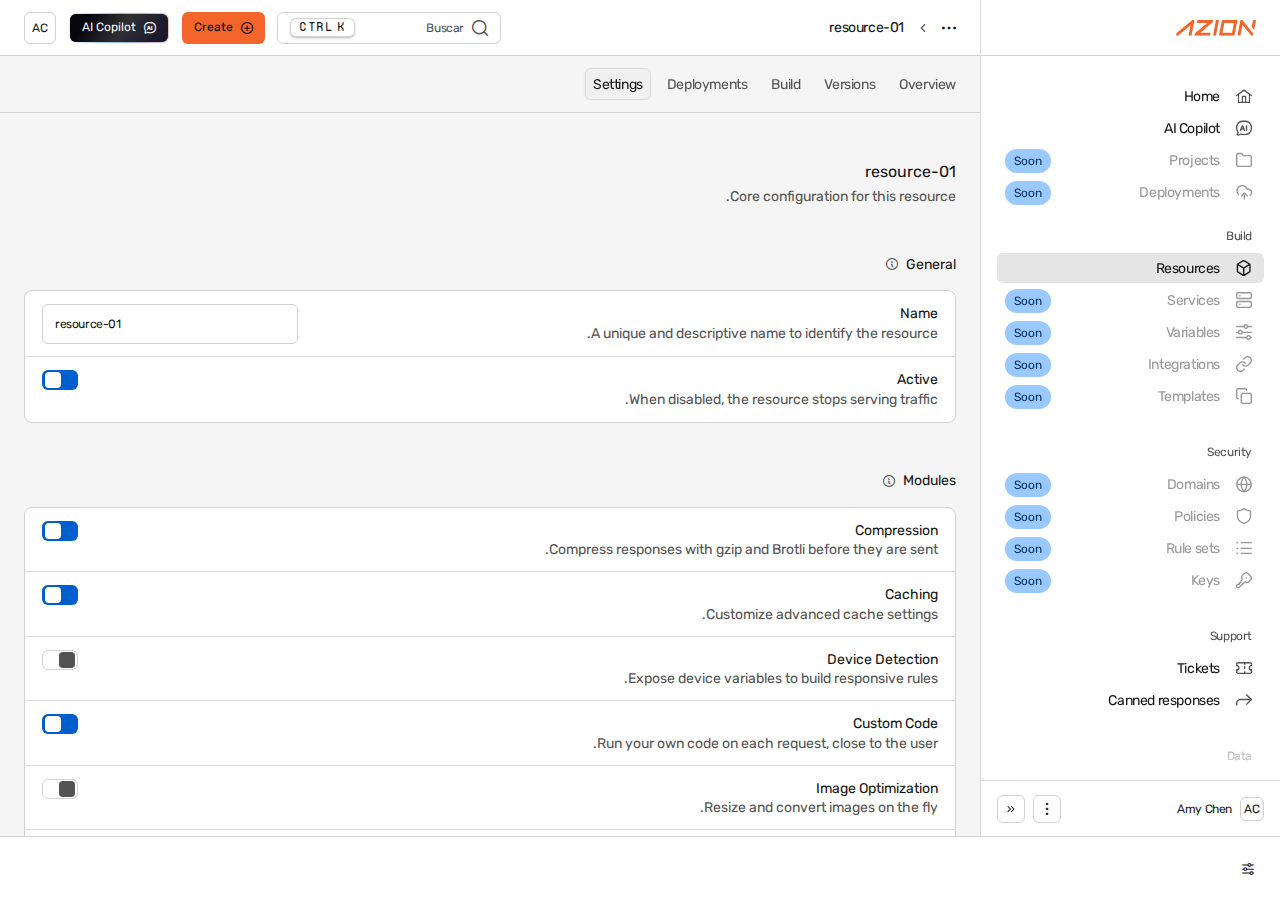 AZION
resource-01
Buscar
CTRL K
Create
AI Copilot
AC
Overview
Versions
Build
Deployments
Settings
Home
AI Copilot
Projects
Soon
Deployments
Soon
Build
Resources
Services
Soon
Variables
Soon
Integrations
Soon
Templates
Soon
Security
Domains
Soon
Policies
Soon
Rule sets
Soon
Keys
Soon
Support
Tickets
Canned responses
Data
AC
Amy Chen
resource-01
.Core configuration for this resource
General
Name
.A unique and descriptive name to identify the resource
resource-01
Active
.When disabled, the resource stops serving traffic
Modules
Compression
.Compress responses with gzip and Brotli before they are sent
Caching
.Customize advanced cache settings
Device Detection
.Expose device variables to build responsive rules
Custom Code
.Run your own code on each request, close to the user
Image Optimization
.Resize and convert images on the fly